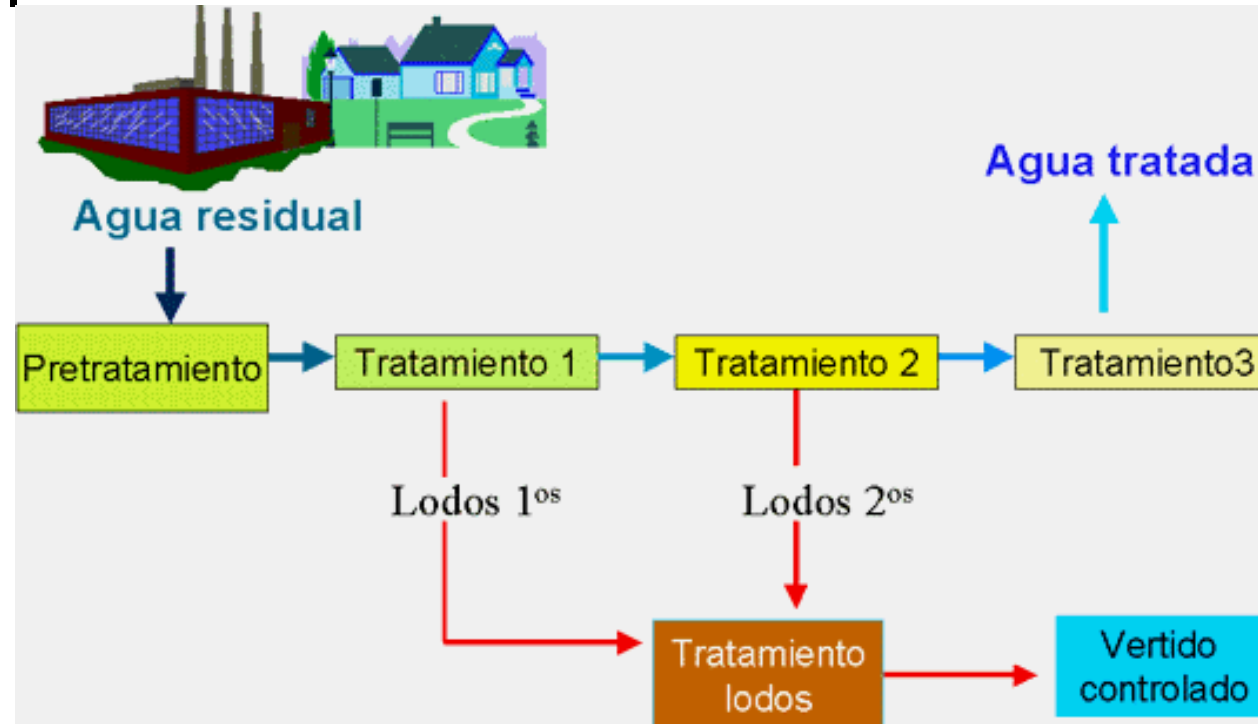 Agua residual
Agua tratada
Pretratamiento
Tratamiento 1
Tratamiento 2
Tratamiento3
Lodos 1os
Lodos 2os
Tratamiento
lodos
Vertido
controlado